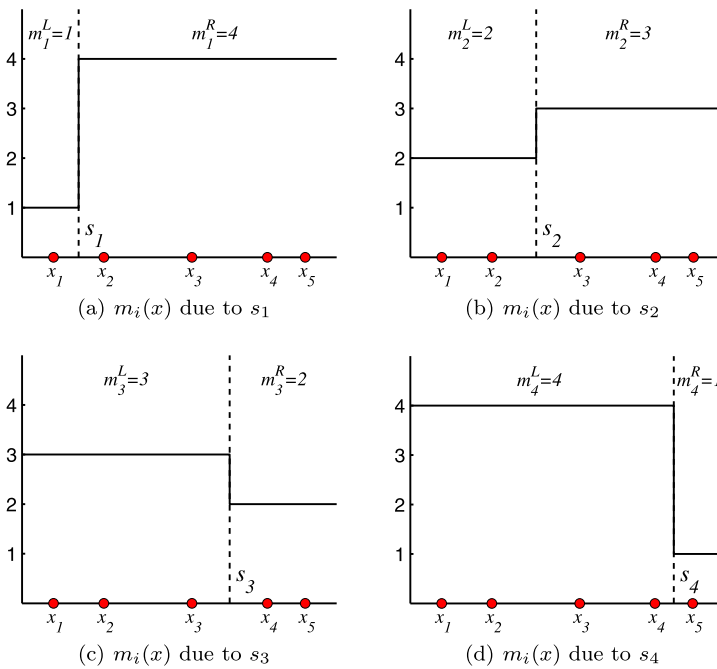 m_1^L=1 m_1^R=4
4
3
2
1
s_1
x_1 x_2 x_3 x_4 x_5
(a) m_i(x) due to s_1
m_2^L=2 m_2^R=3
4
3
2
1
s_2
x_1 x_2 x_3 x_4 x_5
(b) m_i(x) due to s_2
m_3^L=3 m_3^R=2
4
3
2
1
s_3
x_1 x_2 x_3 x_4 x_5
(c) m_i(x) due to s_3
m_4^L=4 m_4^R=1
4
3
2
1
s_4
x_1 x_2 x_3 x_4 x_5
(d) m_i(x) due to s_4